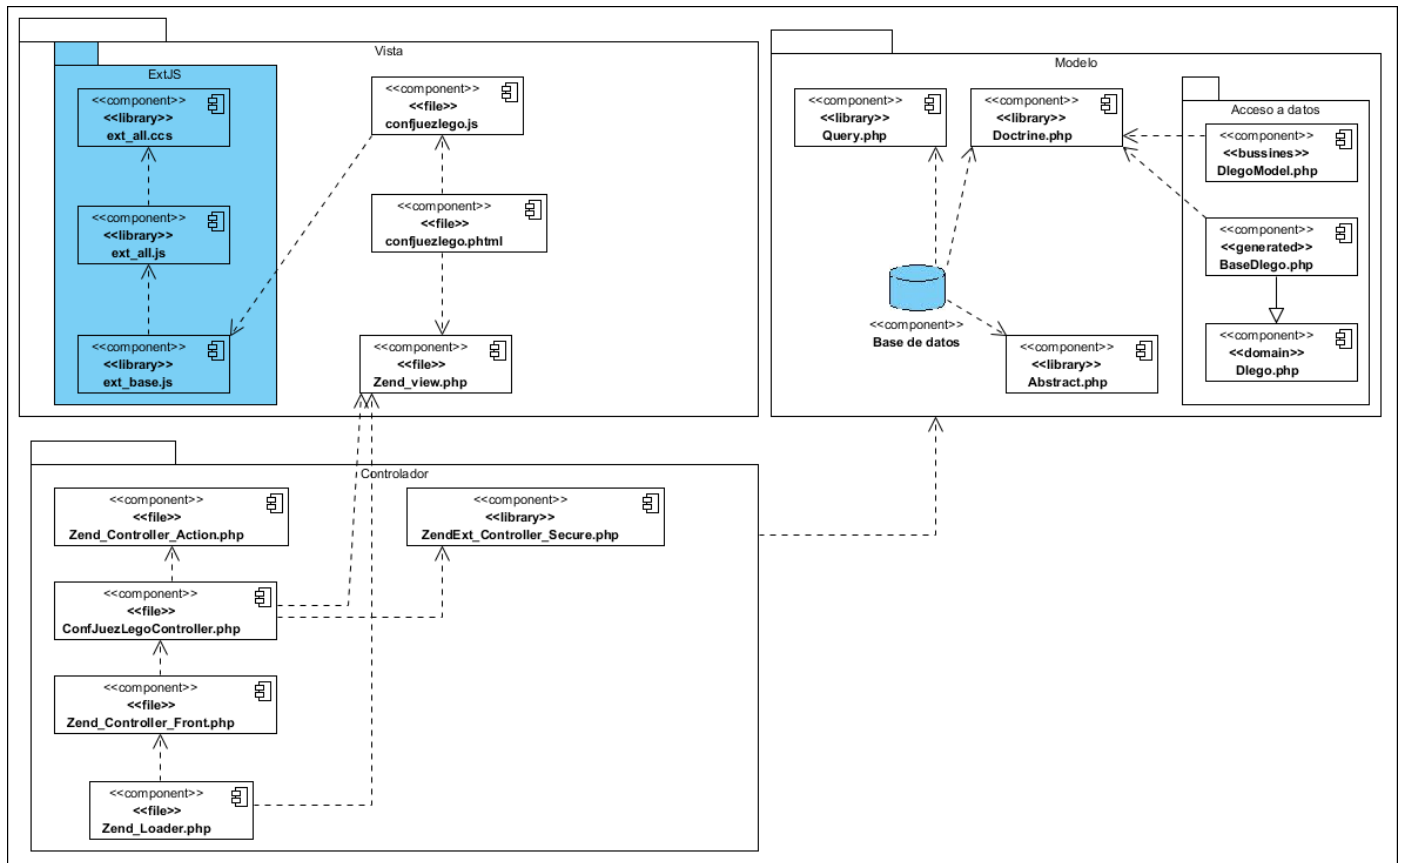 Vista
ExtJS
<<component>>
<<library>>
ext_all.ccs
<<component>>
<<library>>
ext_all.js
<<component>>
<<library>>
ext_base.js
<<component>>
<<file>>
confjuezlego.js
<<component>>
<<file>>
confjuezlego.phtml
<<component>>
<<file>>
Zend_view.php
Modelo
<<component>>
<<library>>
Query.php
<<component>>
<<library>>
Doctrine.php
<<component>>
Base de datos
<<component>>
<<library>>
Abstract.php
Acceso a datos
<<component>>
<<bussines>>
DlegoModel.php
<<component>>
<<generated>>
BaseDlego.php
<<component>>
<<domain>>
Dlego.php
Controlador
<<component>>
<<file>>
Zend_Controller_Action.php
<<component>>
<<library>>
ZendExt_Controller_Secure.php
<<component>>
<<file>>
ConfJuezLegoController.php
<<component>>
<<file>>
Zend_Controller_Front.php
<<component>>
<<file>>
Zend_Loader.php